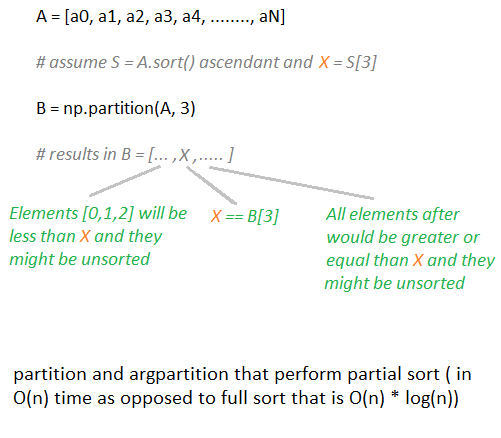 A = [a0, a1, a2, a3, a4, ........, aN]
# assume S = A.sort() ascendant and X = S[3]
B = np.partition(A, 3)
# results in B = [... ,X ,..... ]
Elements [0,1,2] will be
less than X and they
might be unsorted
X == B[3]
All elements after
would be greater or
equal than X and they
might be unsorted
partition and argpartition that perform partial sort ( in
O(n) time as opposed to full sort that is O(n) * log(n))